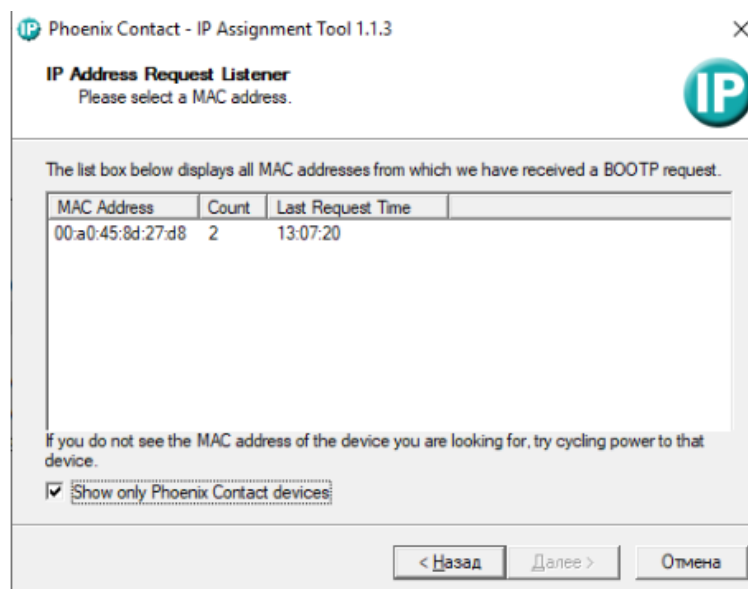 IP Phoenix Contact - IP Assignment Tool 1.1.3
IP Address Request Listener
Please select a MAC address.
IP
The list box below displays all MAC addresses from which we have received a BOOTP request.
MAC Address Count Last Request Time
00:a0:45:8d:27:d8 2 13:07:20
If you do not see the MAC address of the device you are looking for, try cycling power to that
device.
Show only Phoenix Contact devices
< Назад Далее > Отмена